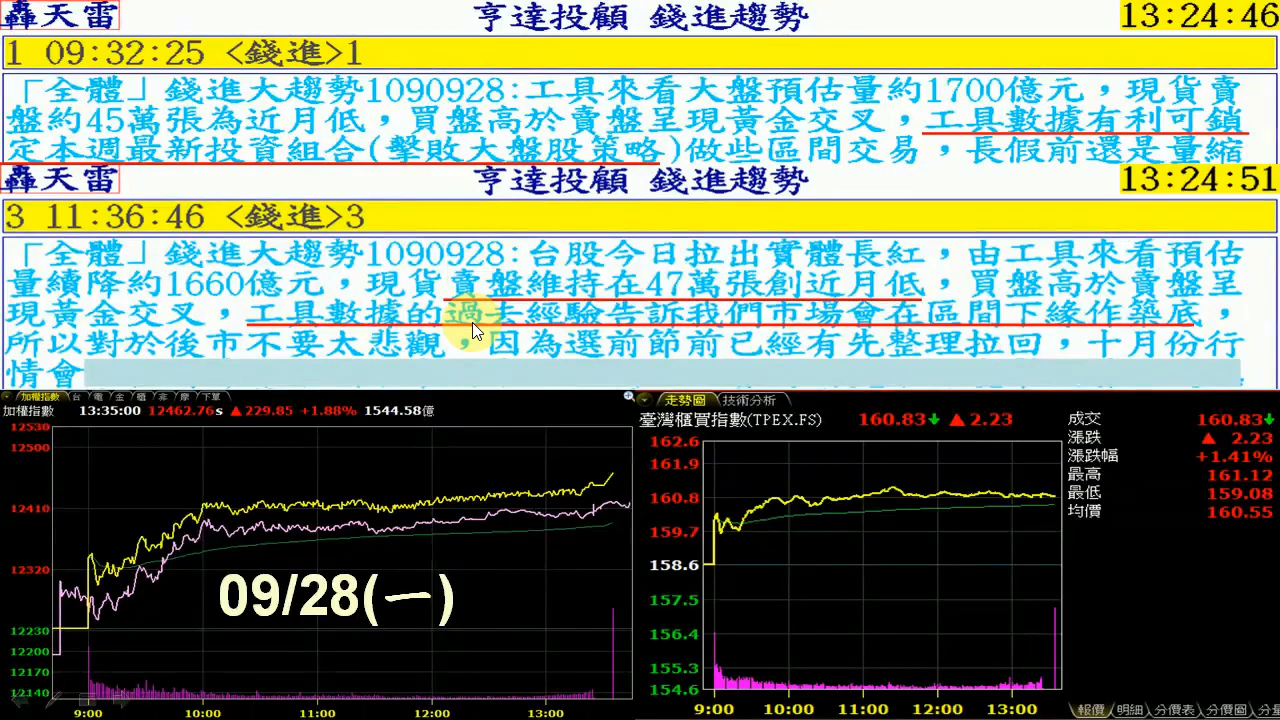 轟天雷 亨達投顧 錢進趨勢 13:24:46
1 09:32:25 <錢進>1
「全體」錢進大趨勢1090928:工具來看大盤預估量約1700億元，現貨賣
盤約45萬張為近月低，買盤高於賣盤呈現黃金交叉，工具數據有利可鎖
定本週最新投資組合(擊敗大盤股策略)做些區間交易，長假前還是量縮
轟天雷 亨達投顧 錢進趨勢 13:24:51
3 11:36:46 <錢進>3
「全體」錢進大趨勢1090928:台股今日拉出實體長紅，由工具來看預估
量續降約1660億元，現貨賣盤維持在47萬張創近月低，買盤高於賣盤呈
現黃金交叉，工具數據的過去經驗告訴我們市場會在區間下緣作築底，
所以對於後市不要太悲觀，因為選前節前已經有先整理拉回，十月份行
情會
加權指數 台 電 金 櫃 非 摩 下單
加權指數 13:35:00 12462.76s ▲229.85 +1.88% 1544.58億
12530
12500
12410
12320
12230
12200
12170
12140
9:00 10:00 11:00 12:00 13:00
09/28(一)
走勢圖 技術分析
臺灣櫃買指數(TPEX.FS) 160.83↓ ▲2.23
162.6
161.9
160.8
159.7
158.6
157.5
156.4
155.3
154.6
9:00 10:00 11:00 12:00 13:00
成交 160.83↓
漲跌 ▲ 2.23
漲跌幅 +1.41%
最高 161.12
最低 159.08
均價 160.55
報價 明細 分價表 分價圖 分